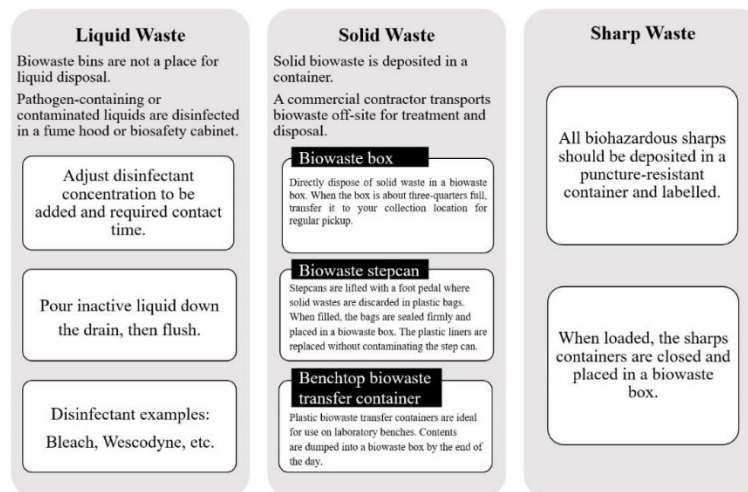 Liquid Waste
Biowaste bins are not a place for
liquid disposal.
Pathogen-containing or
contaminated liquids are disinfected
in a fume hood or biosafety cabinet.
Adjust disinfectant
concentration to be
added and required contact
time.
Pour inactive liquid down
the drain, then flush.
Disinfectant examples:
Bleach, Wescodyne, etc.
Solid Waste
Solid biowaste is deposited in a
container.
A commercial contractor transports
biowaste off-site for treatment and
disposal.
Biowaste box
Directly dispose of solid waste in a biowaste
box. When the box is about three-quarters full,
transfer it to your collection location for
regular pickup.
Biowaste stepcan
Stepcans are lifted with a foot pedal where
solid wastes are discarded in plastic bags.
When filled, the bags are sealed firmly and
placed in a biowaste box. The plastic liners are
replaced without contaminating the step can.
Benchtop biowaste
transfer container
Plastic biowaste transfer containers are ideal
for use on laboratory benches. Contents
are dumped into a biowaste box by the end of
the day.
Sharp Waste
All biohazardous sharps
should be deposited in a
puncture-resistant
container and labelled.
When loaded, the sharps
containers are closed and
placed in a biowaste
box.